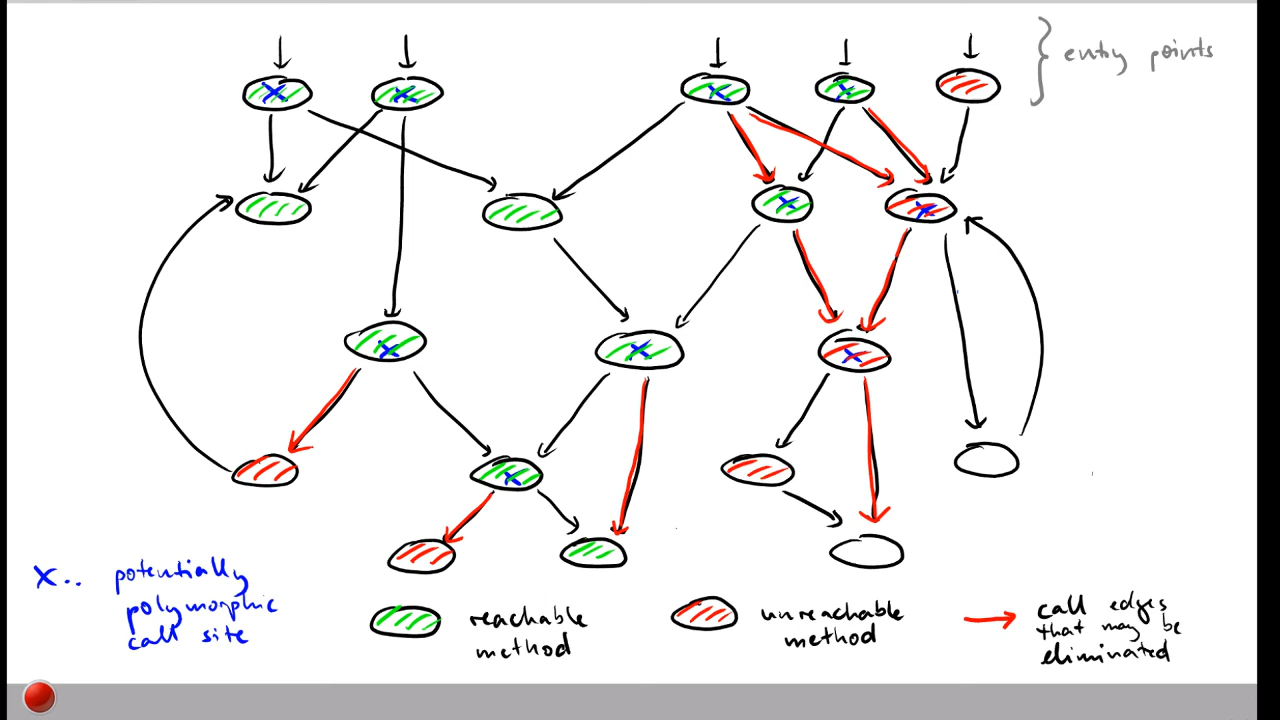 entry points
x.. potentially
polymorphic
call site
reachable
method
unreachable
method
call edges
that may be
eliminated